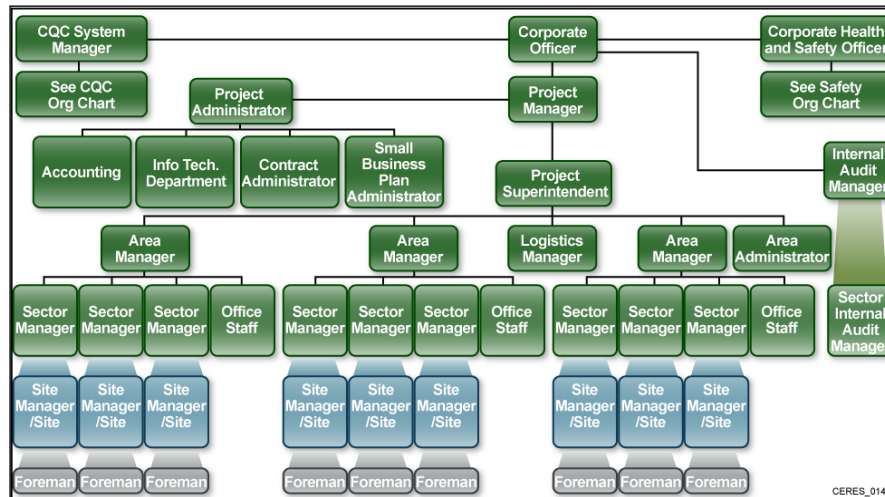 CQC System
Manager
Corporate
Officer
Corporate Health
and Safety Officer
See CQC
Org Chart
Project
Administrator
Project
Manager
See Safety
Org Chart
Accounting
Info Tech.
Department
Contract
Administrator
Small
Business
Plan
Administrator
Project
Superintendent
Internal
Audit
Manager
Area
Manager
Area
Manager
Logistics
Manager
Area
Manager
Area
Administrator
Sector
Manager
Sector
Manager
Sector
Manager
Office
Staff
Sector
Manager
Sector
Manager
Sector
Manager
Office
Staff
Sector
Manager
Sector
Manager
Sector
Manager
Office
Staff
Sector
Internal
Audit
Manager
Site
Manager
/Site
Site
Manager
/Site
Site
Manager
/Site
Site
Manager
/Site
Site
Manager
/Site
Site
Manager
/Site
Site
Manager
/Site
Site
Manager
/Site
Site
Manager
/Site
Foreman
Foreman
Foreman
Foreman
Foreman
Foreman
Foreman
Foreman
Foreman
CERES_014